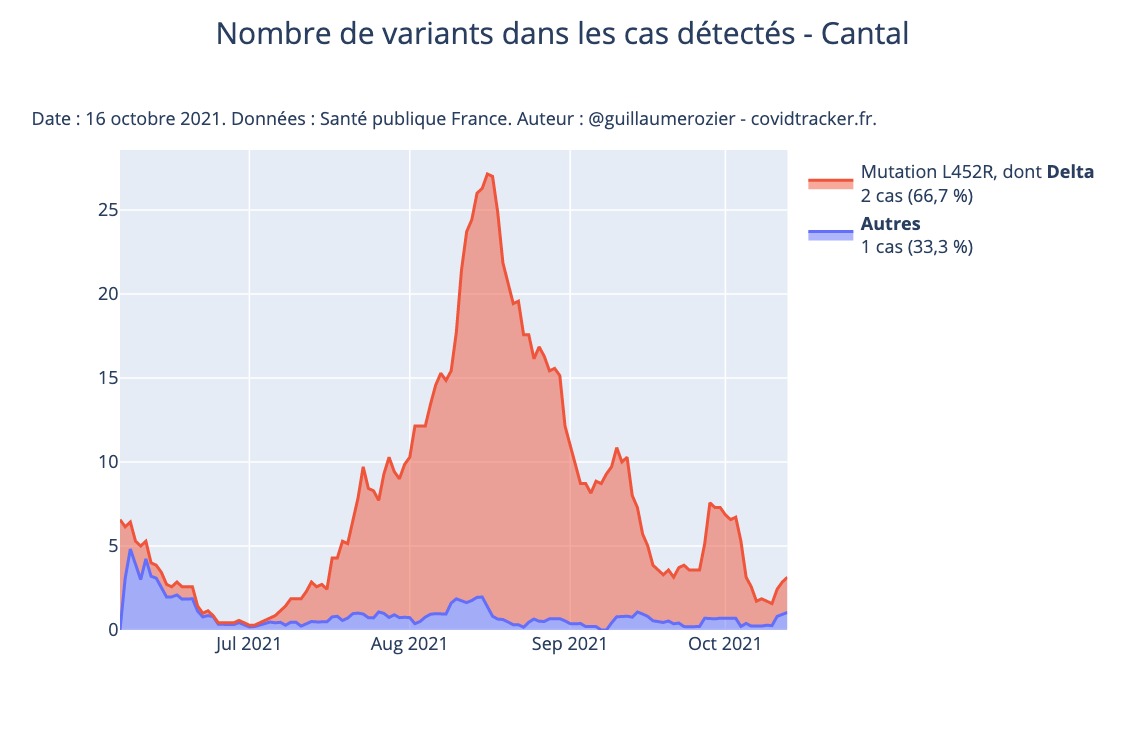 Nombre de variants dans les cas détectés - Cantal
Date : 16 octobre 2021. Données : Santé publique France. Auteur : @guillaumerozier - covidtracker.fr.
Mutation L452R, dont Delta
2 cas (66,7 %)
Autres
1 cas (33,3 %)
25
20
15
10
5
0
Jul 2021
Aug 2021
Sep 2021
Oct 2021